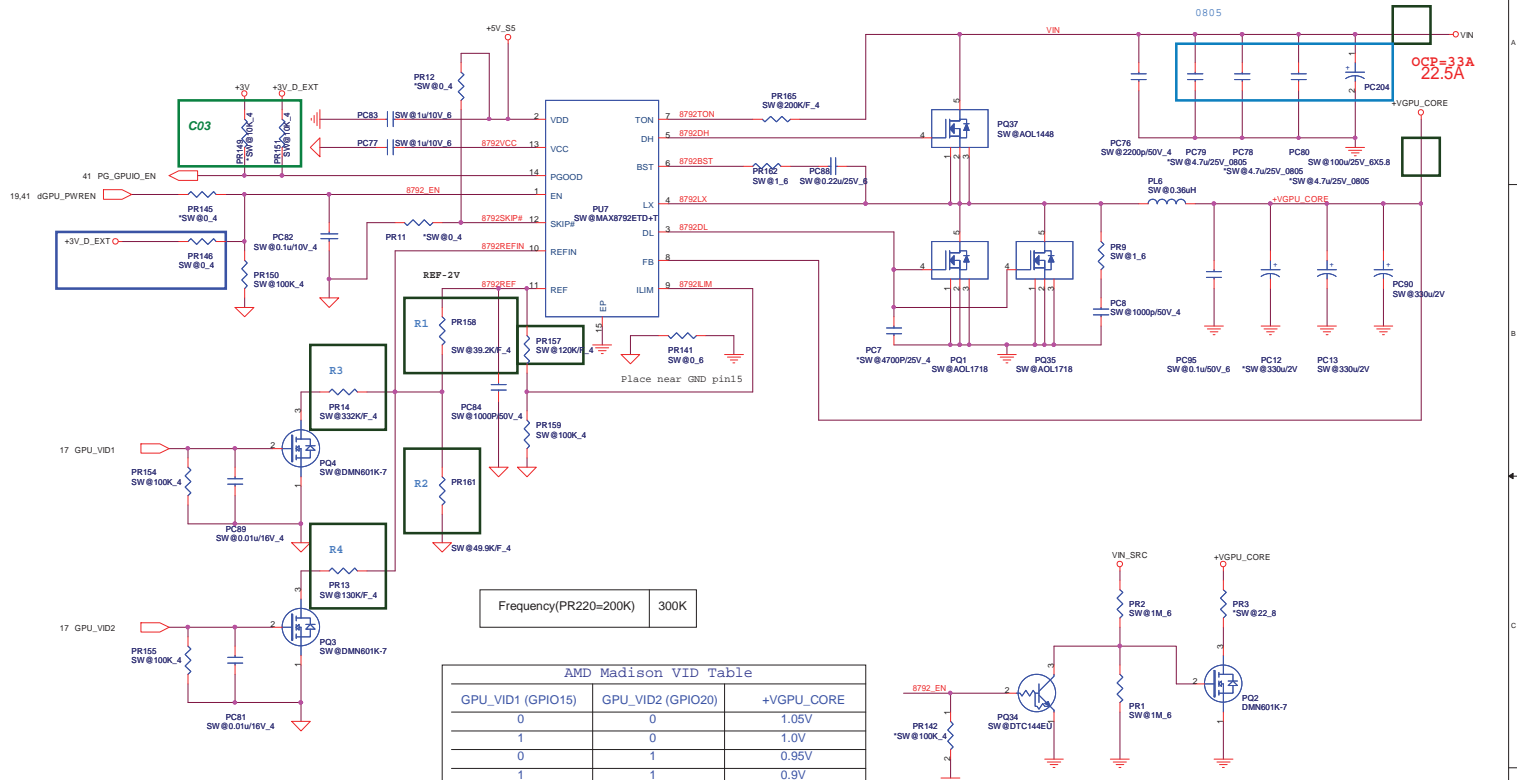 0805
+5V_S5
VIN
VIN
A
OCP=33A
22.5A
+3V
+3V_D_EXT
PR12
*SW@0_4
PR165
SW@200K/F_4
PC204
+VGPU_CORE
C03
PR149
*SW@10K_4
PR151
SW@10K_4
PC83
SW@1u/10V_6
2
VDD
TON
7
8792TON
DH
5
8792DH
4
PQ37
SW@AOL1448
PC77
SW@1u/10V_6
8792VCC
13
VCC
BST
6
8792BST
PR162
SW@1_6
PC88
SW@0.22u/25V_6
PC76
SW@2200p/50V_4
PC79
*SW@4.7u/25V_0805
PC78
*SW@4.7u/25V_0805
PC80
*SW@4.7u/25V_0805
SW@100u/25V_6X5.8
41 PG_GPUIO_EN
14
PGOOD
19,41 dGPU_PWREN
PR145
*SW@0_4
8792_EN
1
EN
PU7
SW@MAX8792ETD+T
LX
4
8792LX
PL6
SW@0.36uH
+VGPU_CORE
PR11
*SW@0_4
8792SKIP#
12
SKIP#
DL
3
8792DL
+3V_D_EXT
PR146
SW@0_4
PC82
SW@0.1u/10V_4
8792REFIN
10
REFIN
FB
8
PR9
SW@1_6
PR150
SW@100K_4
REF-2V
8792REF
11
REF
ILIM
9
8792ILIM
EP
15
PC90
SW@330u/2V
PC8
SW@1000p/50V_4
R1
PR158
SW@39.2K/F_4
PR157
SW@120K/F_4
PR141
SW@0_6
PC7
*SW@4700P/25V_4
PQ1
SW@AOL1718
PQ35
SW@AOL1718
PC95
SW@0.1u/50V_6
PC12
*SW@330u/2V
PC13
SW@330u/2V
B
Place near GND pin15
R3
PR14
SW@332K/F_4
PC84
SW@1000P/50V_4
PR159
SW@100K_4
17 GPU_VID1
PQ4
SW@DMN601K-7
PR154
SW@100K_4
PC89
SW@0.01u/16V_4
R2
PR161
SW@49.9K/F_4
R4
PR13
SW@130K/F_4
VIN_SRC
+VGPU_CORE
Frequency(PR220=200K) 300K
PR2
SW@1M_6
PR3
*SW@22_8
17 GPU_VID2
C
PQ3
SW@DMN601K-7
PR155
SW@100K_4
PC81
SW@0.01u/16V_4
AMD Madison VID Table
GPU_VID1 (GPIO15) GPU_VID2 (GPIO20) +VGPU_CORE
0 0 1.05V
1 0 1.0V
0 1 0.95V
1 1 0.9V
8792_EN
PR142
*SW@100K_4
PQ34
SW@DTC144EU
PR1
SW@1M_6
PQ2
DMN601K-7